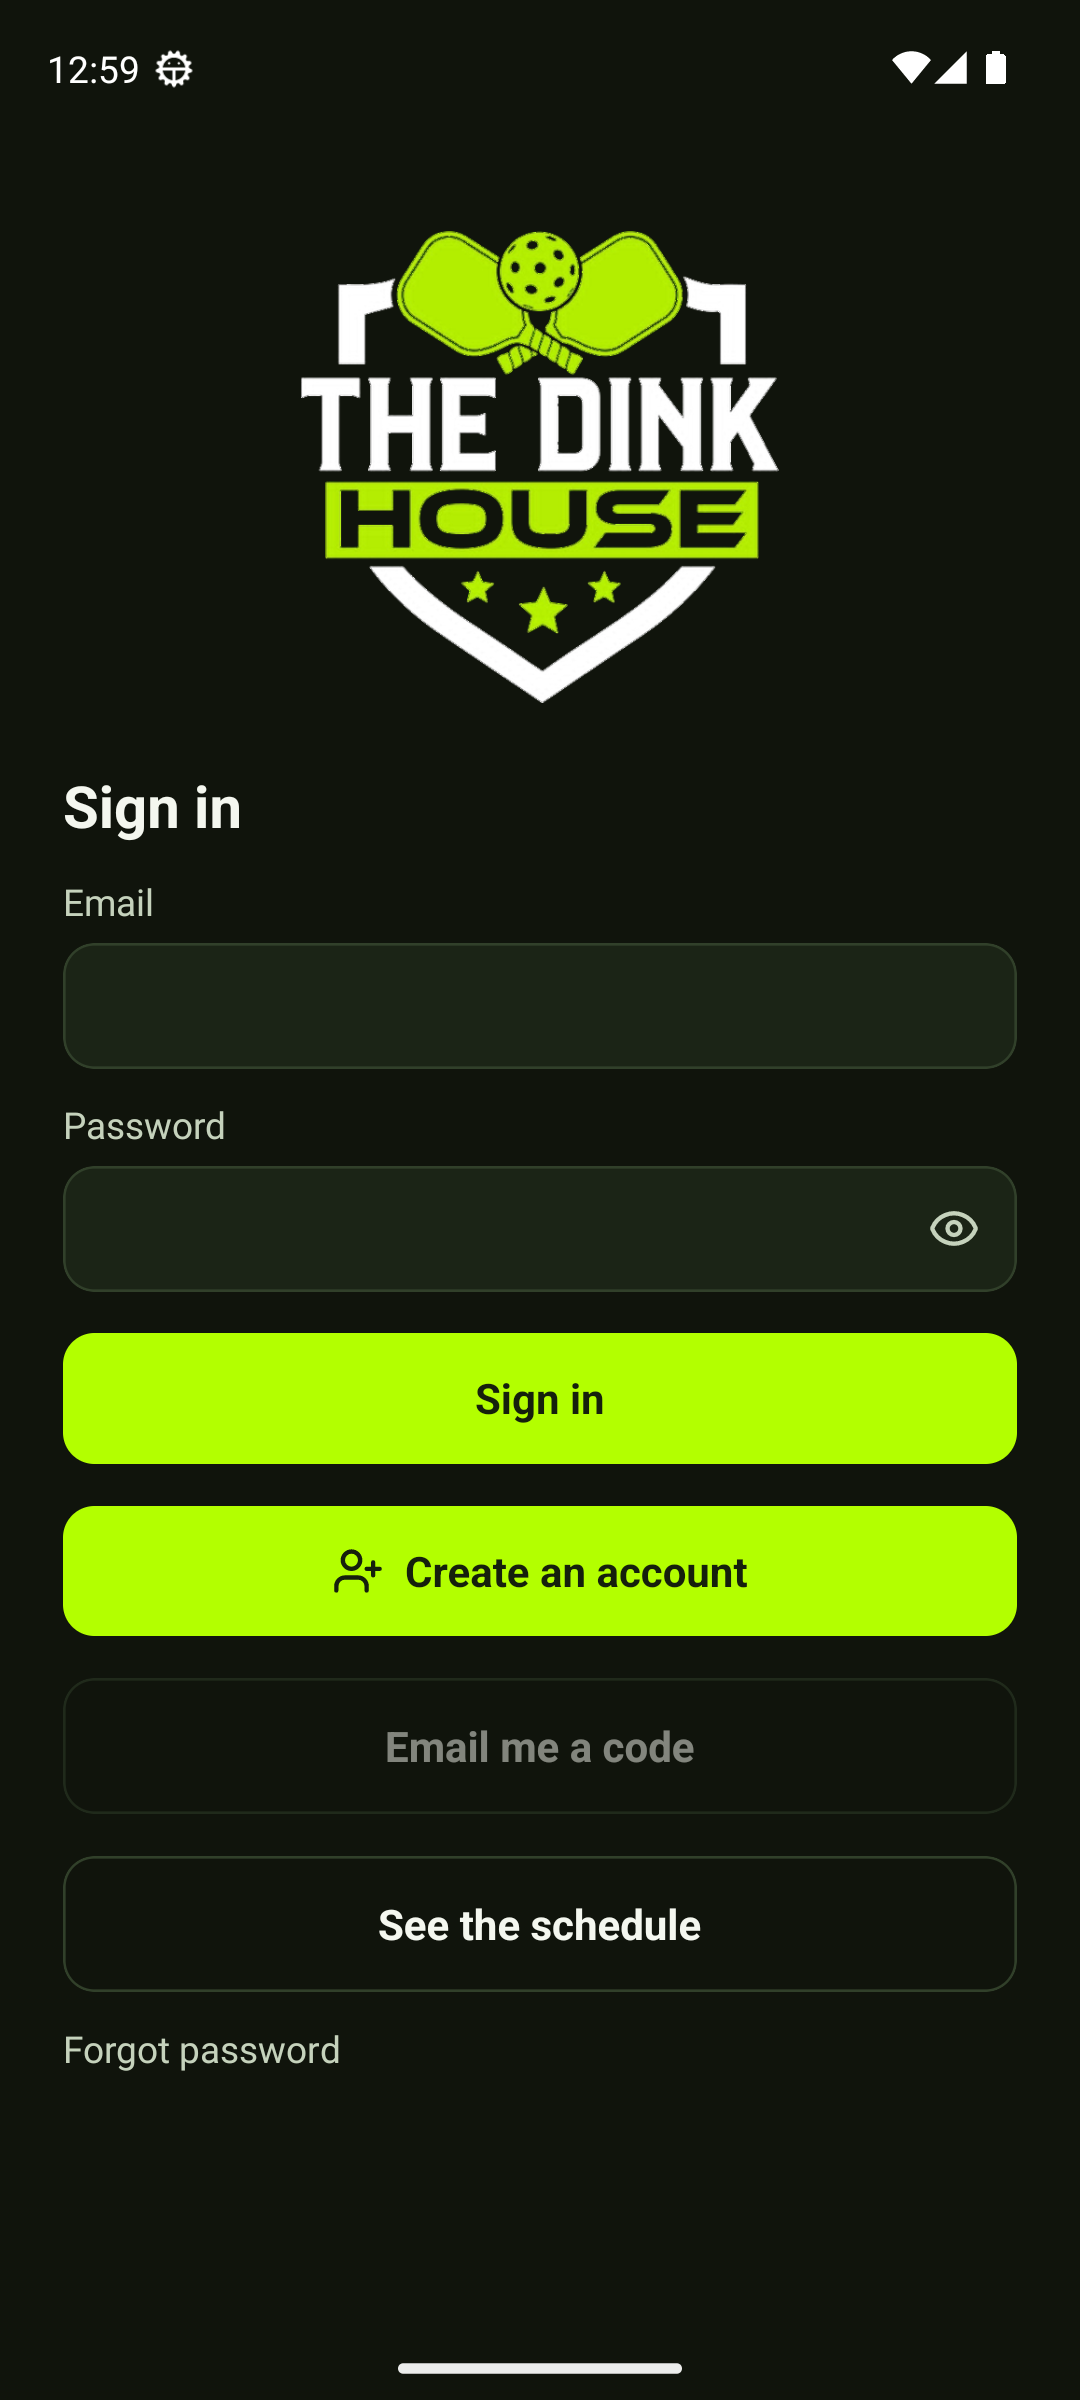 12:59
THE DINK
HOUSE
Sign in
Email
Password
Sign in
Create an account
Email me a code
See the schedule
Forgot password